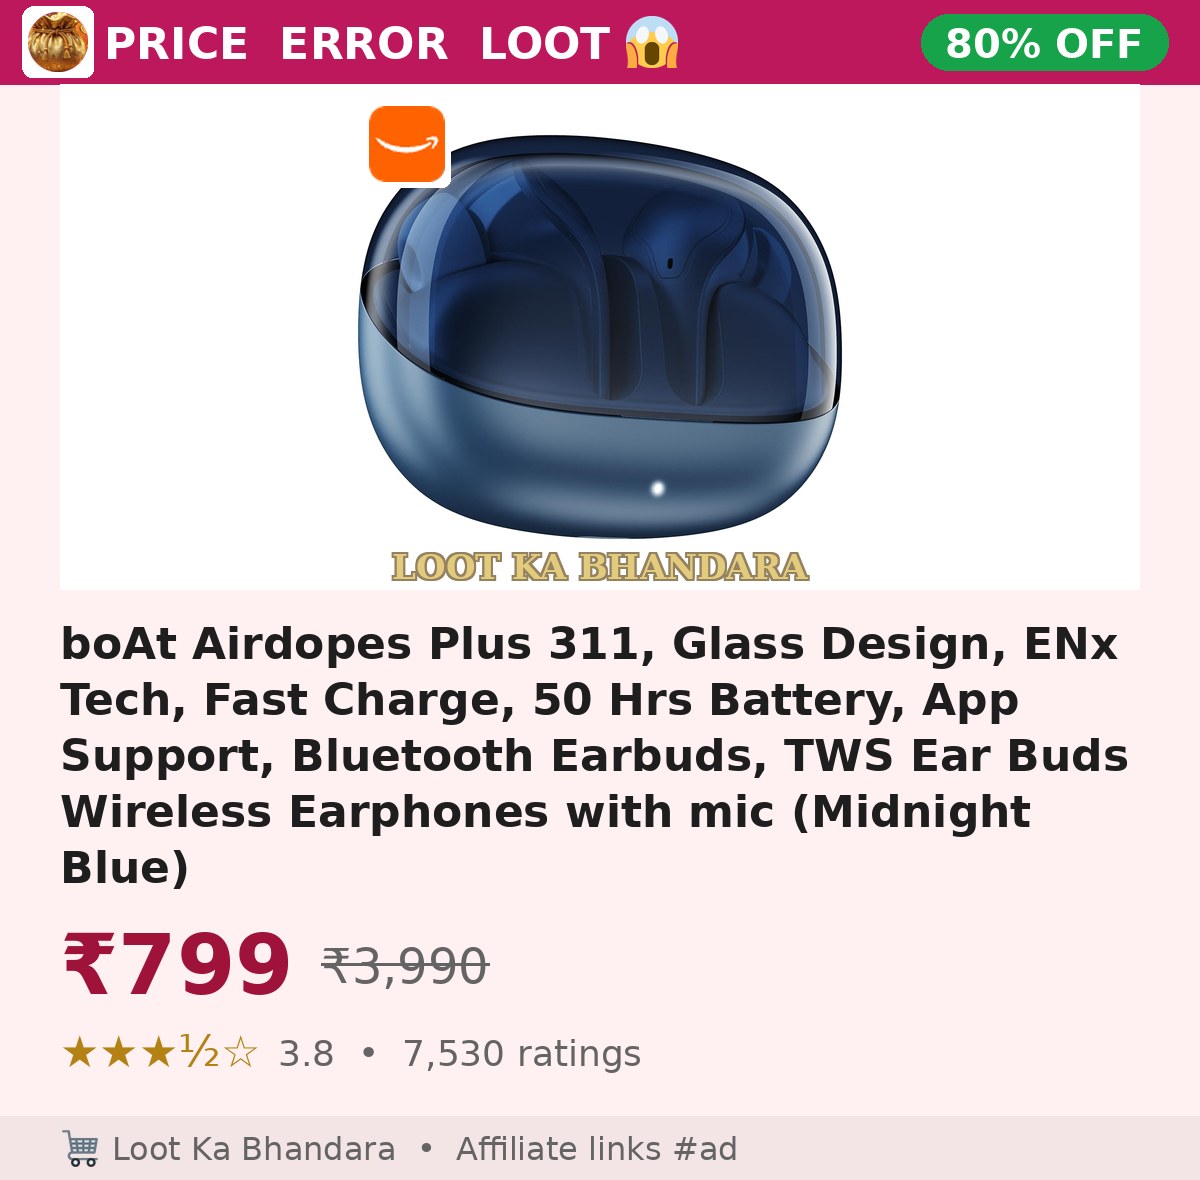 PRICE ERROR LOOT 😱
80% OFF
LOOT KA BHANDARA
boAt Airdopes Plus 311, Glass Design, ENx
Tech, Fast Charge, 50 Hrs Battery, App
Support, Bluetooth Earbuds, TWS Ear Buds
Wireless Earphones with mic (Midnight
Blue)
₹799 ₹3,990
★★★½☆ 3.8 • 7,530 ratings
🛒 Loot Ka Bhandara • Affiliate links #ad